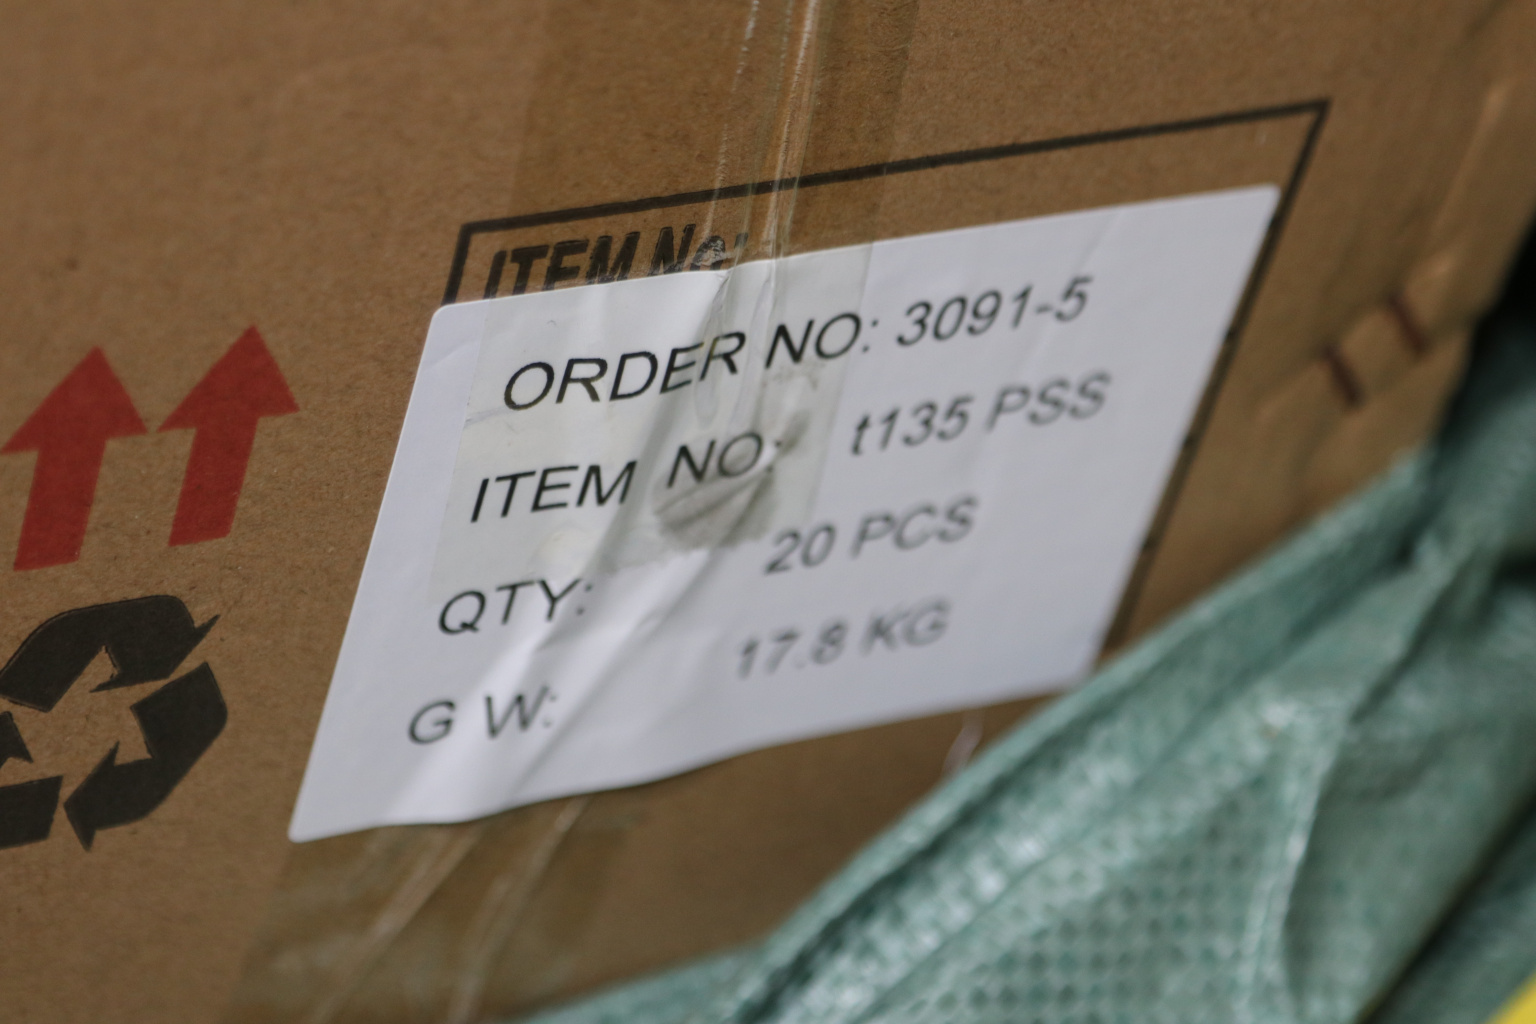 ITEM No:
ORDER NO: 3091-5
ITEM NO: t135 PSS
QTY: 20 PCS
G W: 17.8 KG